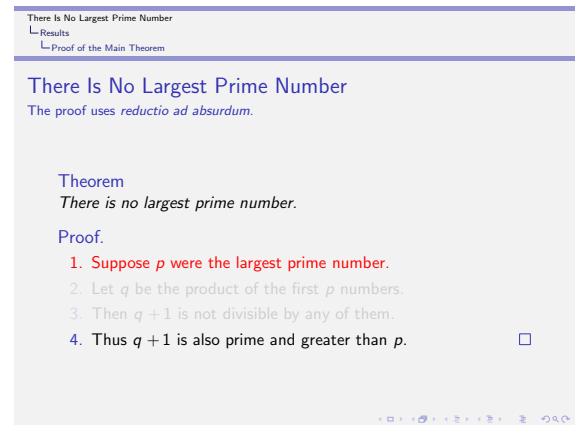 There Is No Largest Prime Number
Results
Proof of the Main Theorem
There Is No Largest Prime Number
The proof uses reductio ad absurdum.
Theorem
There is no largest prime number.
Proof.
1. Suppose p were the largest prime number.
2. Let q be the product of the first p numbers.
3. Then q + 1 is not divisible by any of them.
4. Thus q + 1 is also prime and greater than p.